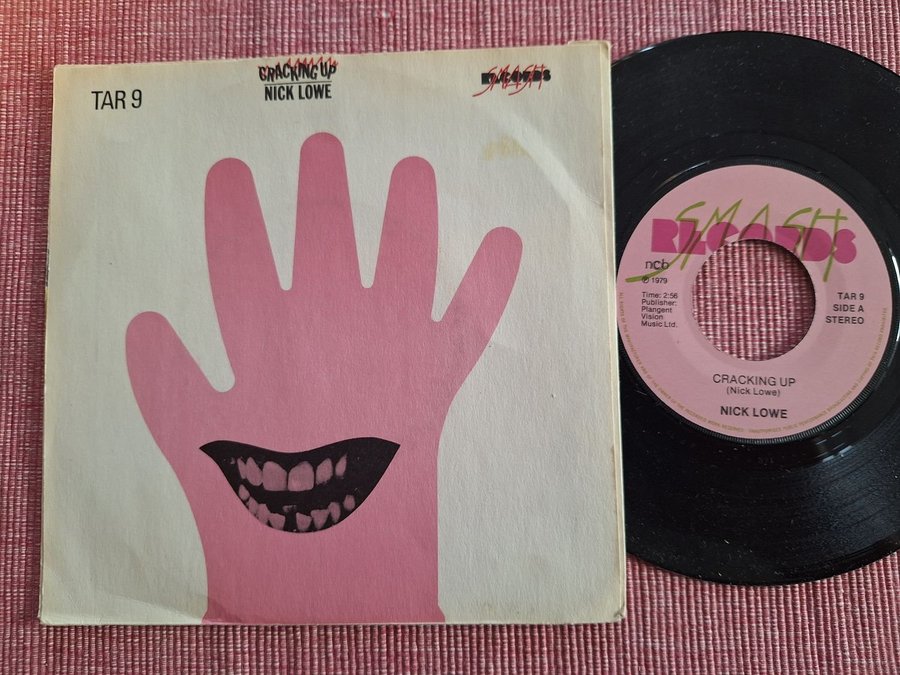 TAR 9
CRACKING UP
NICK LOWE
SMASH
RECORDS
SMASH
RECORDS
ncb
℗ 1979
Time: 2:56
Publisher:
Plangent
Vision
Music Ltd.
TAR 9
SIDE A
STEREO
CRACKING UP
(Nick Lowe)
NICK LOWE